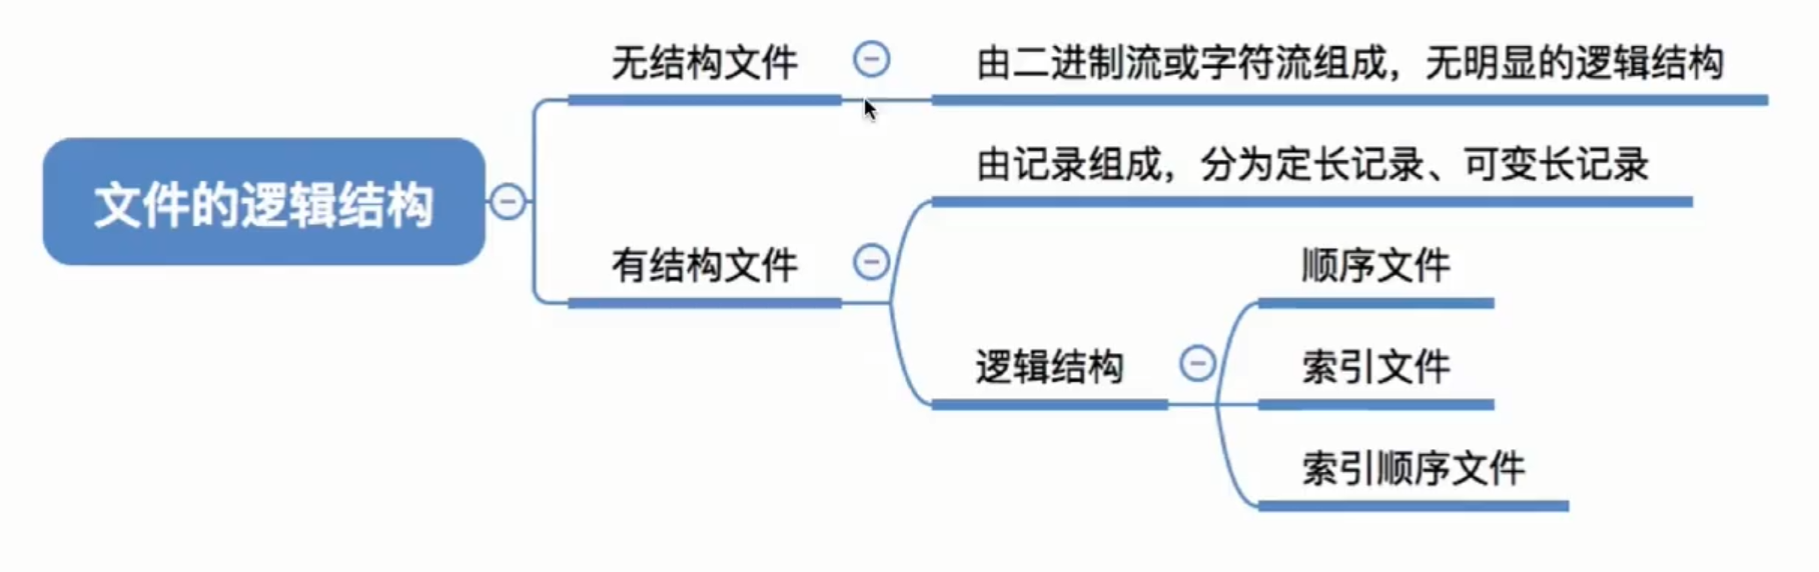 文件的逻辑结构
无结构文件
由二进制流或字符流组成，无明显的逻辑结构
有结构文件
由记录组成，分为定长记录、可变长记录
逻辑结构
顺序文件
索引文件
索引顺序文件